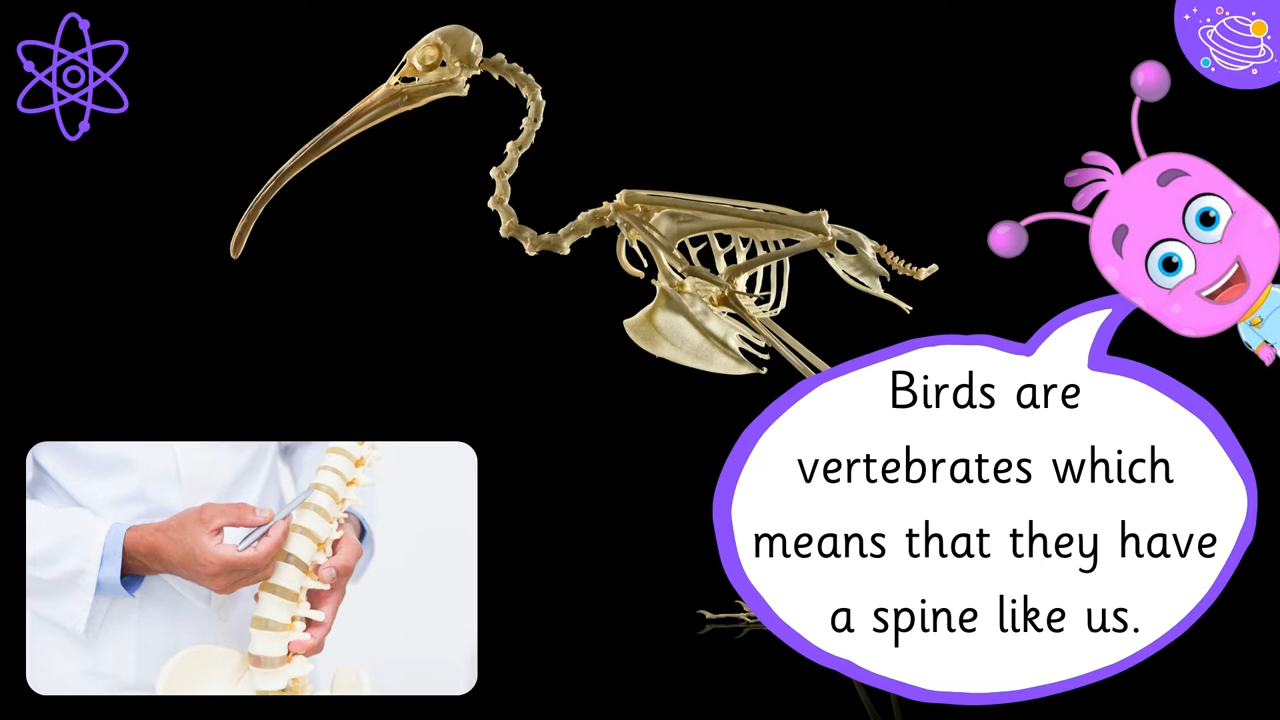 Birds are
vertebrates which
means that they have
a spine like us.